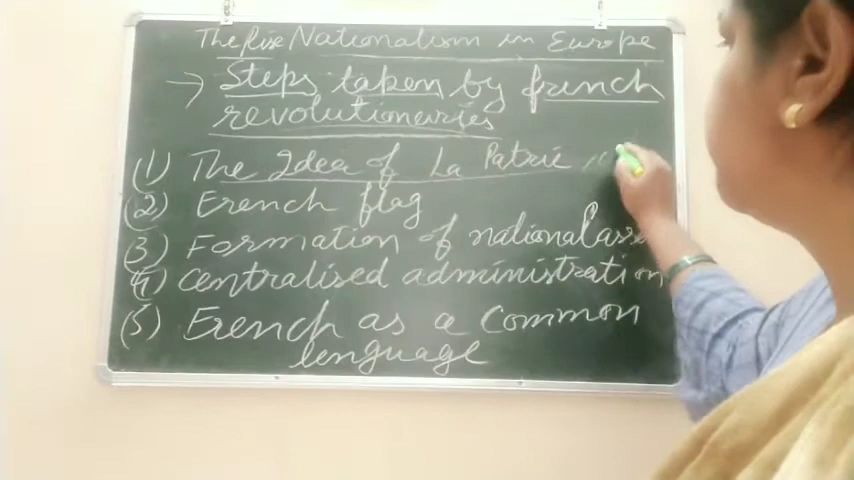 The Rise Nationalism in Europe
→ Steps taken by french
revolutionaries
(1) The Idea of La Patrie
(2) French flag
(3) Formation of national
(4) Centralised administration
(5) French as a common
lenguage